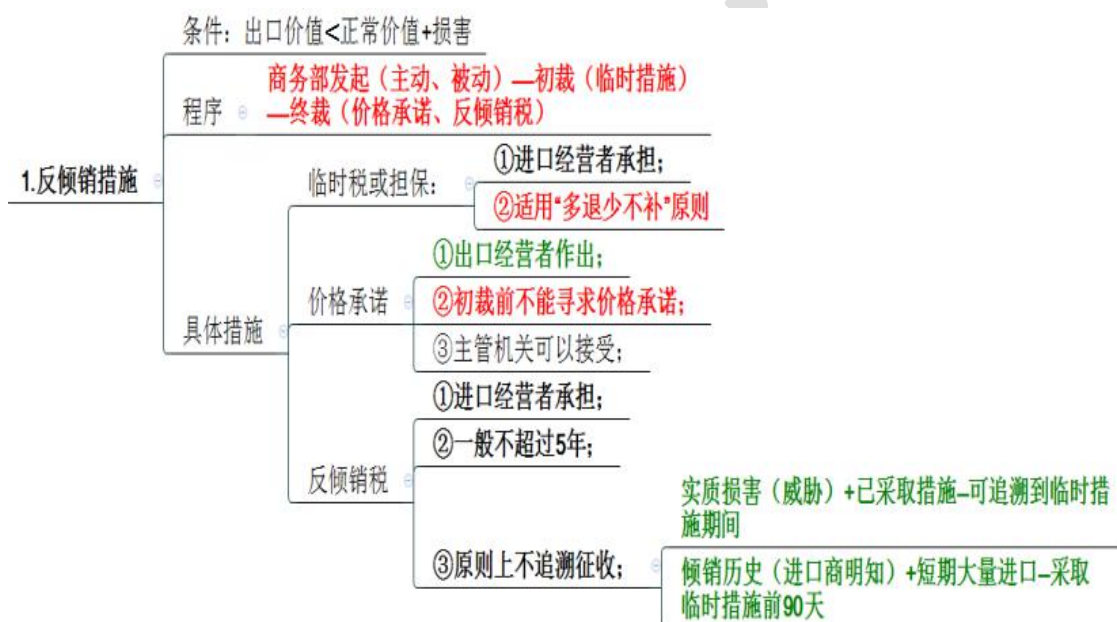 1.反倾销措施
条件：出口价值<正常价值+损害
程序
商务部发起（主动、被动）—初裁（临时措施）
—终裁（价格承诺、反倾销税）
具体措施
临时税或担保：
①进口经营者承担；
②适用“多退少不补”原则
价格承诺
①出口经营者作出；
②初裁前不能寻求价格承诺；
③主管机关可以接受；
反倾销税
①进口经营者承担；
②一般不超过5年；
③原则上不追溯征收；
实质损害（威胁）+已采取措施–可追溯到临时措
施期间
倾销历史（进口商明知）+短期大量进口–采取
临时措施前90天